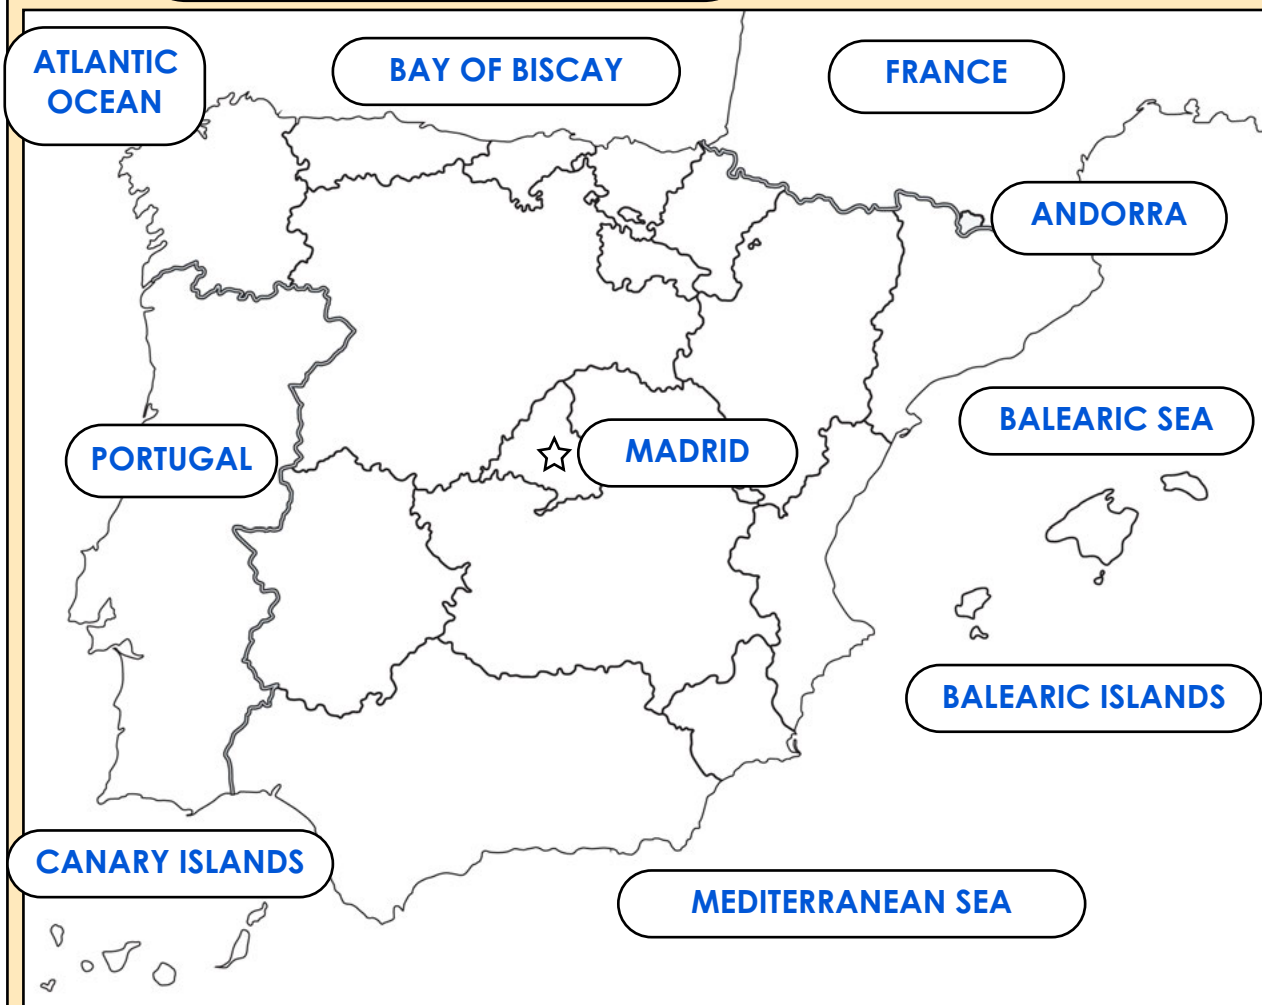 ATLANTIC
OCEAN
BAY OF BISCAY
FRANCE
ANDORRA
BALEARIC SEA
MADRID
PORTUGAL
BALEARIC ISLANDS
CANARY ISLANDS
MEDITERRANEAN SEA